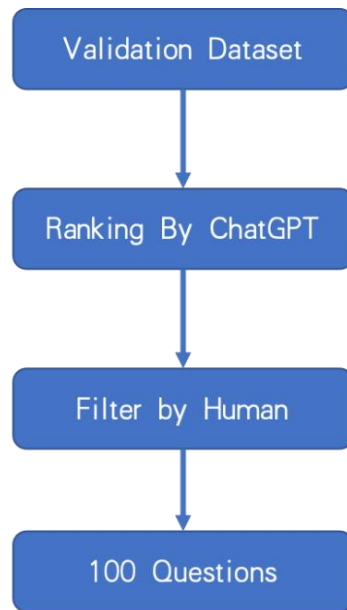 Validation Dataset
Ranking By ChatGPT
Filter by Human
100 Questions